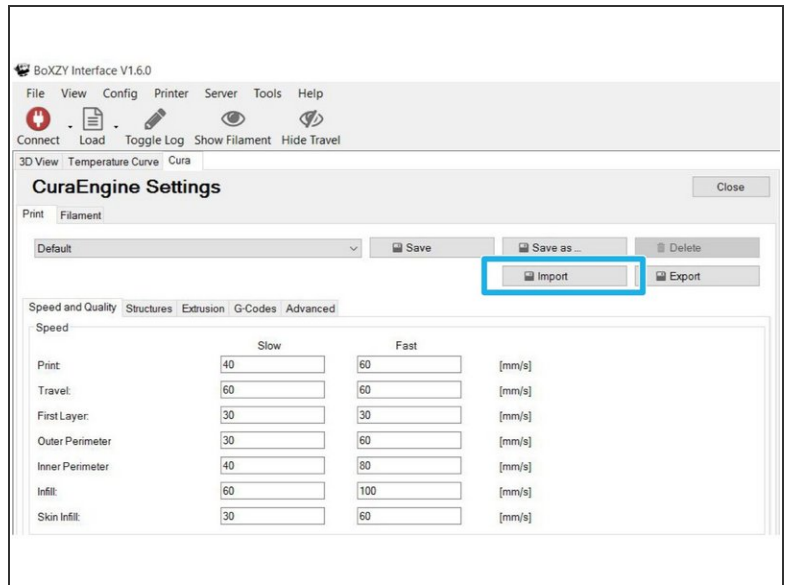 BoXZY Interface V1.6.0
File View Config Printer Server Tools Help
Connect Load Toggle Log Show Filament Hide Travel
3D View Temperature Curve Cura
CuraEngine Settings Close
Print Filament
Default Save Save as ... Delete
Import Export
Speed and Quality Structures Extrusion G-Codes Advanced
Speed
Slow Fast
Print: 40 60 [mm/s]
Travel: 60 60 [mm/s]
First Layer: 30 30 [mm/s]
Outer Perimeter 30 60 [mm/s]
Inner Perimeter 40 80 [mm/s]
Infill: 60 100 [mm/s]
Skin Infill: 30 60 [mm/s]